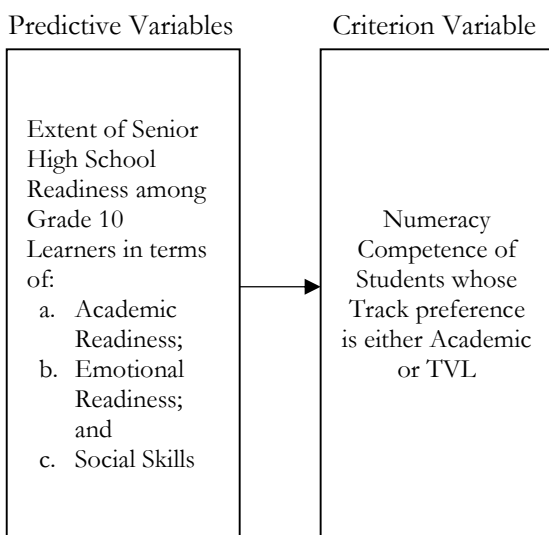 Predictive Variables
Criterion Variable
Extent of Senior
High School
Readiness among
Grade 10
Learners in terms
of:
a. Academic
Readiness;
b. Emotional
Readiness;
and
c. Social Skills
Numeracy
Competence of
Students whose
Track preference
is either Academic
or TVL